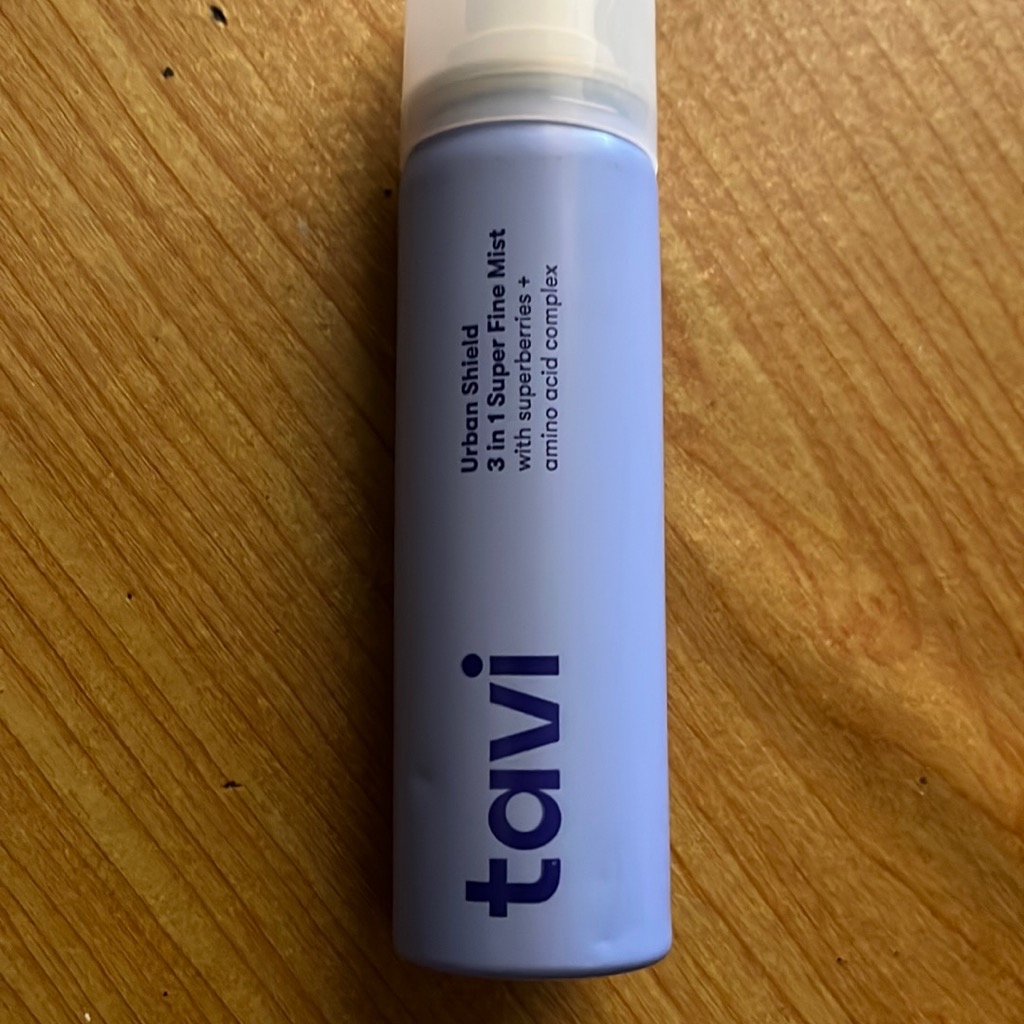 Urban Shield
3 in 1 Super Fine Mist
with superberries +
amino acid complex
tavi